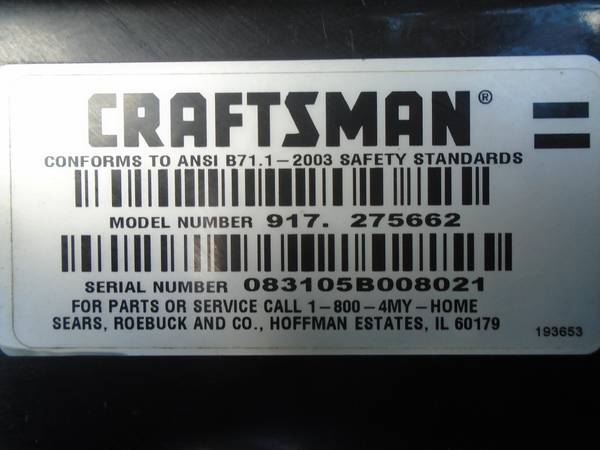 CRAFTSMAN®
CONFORMS TO ANSI B71.1–2003 SAFETY STANDARDS
MODEL NUMBER 917. 275662
SERIAL NUMBER 083105B008021
FOR PARTS OR SERVICE CALL 1–800–4MY–HOME
SEARS, ROEBUCK AND CO., HOFFMAN ESTATES, IL 60179
193653